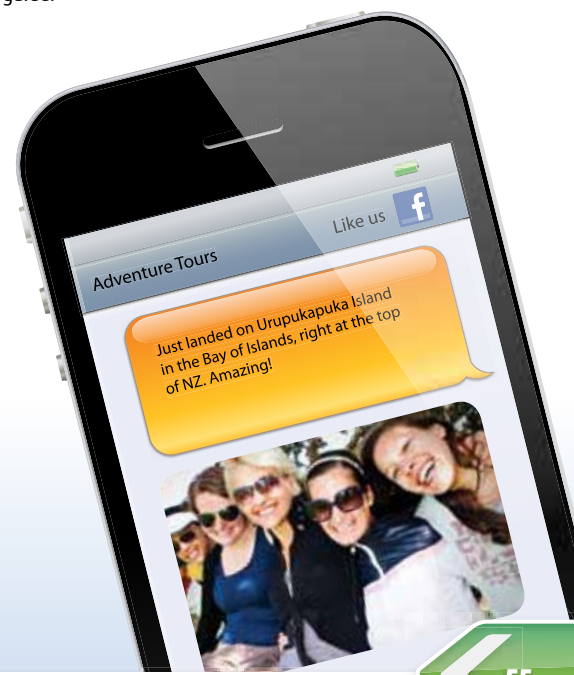 Like us f
Adventure Tours
Just landed on Urupukapuka Island
in the Bay of Islands, right at the top
of NZ. Amazing!